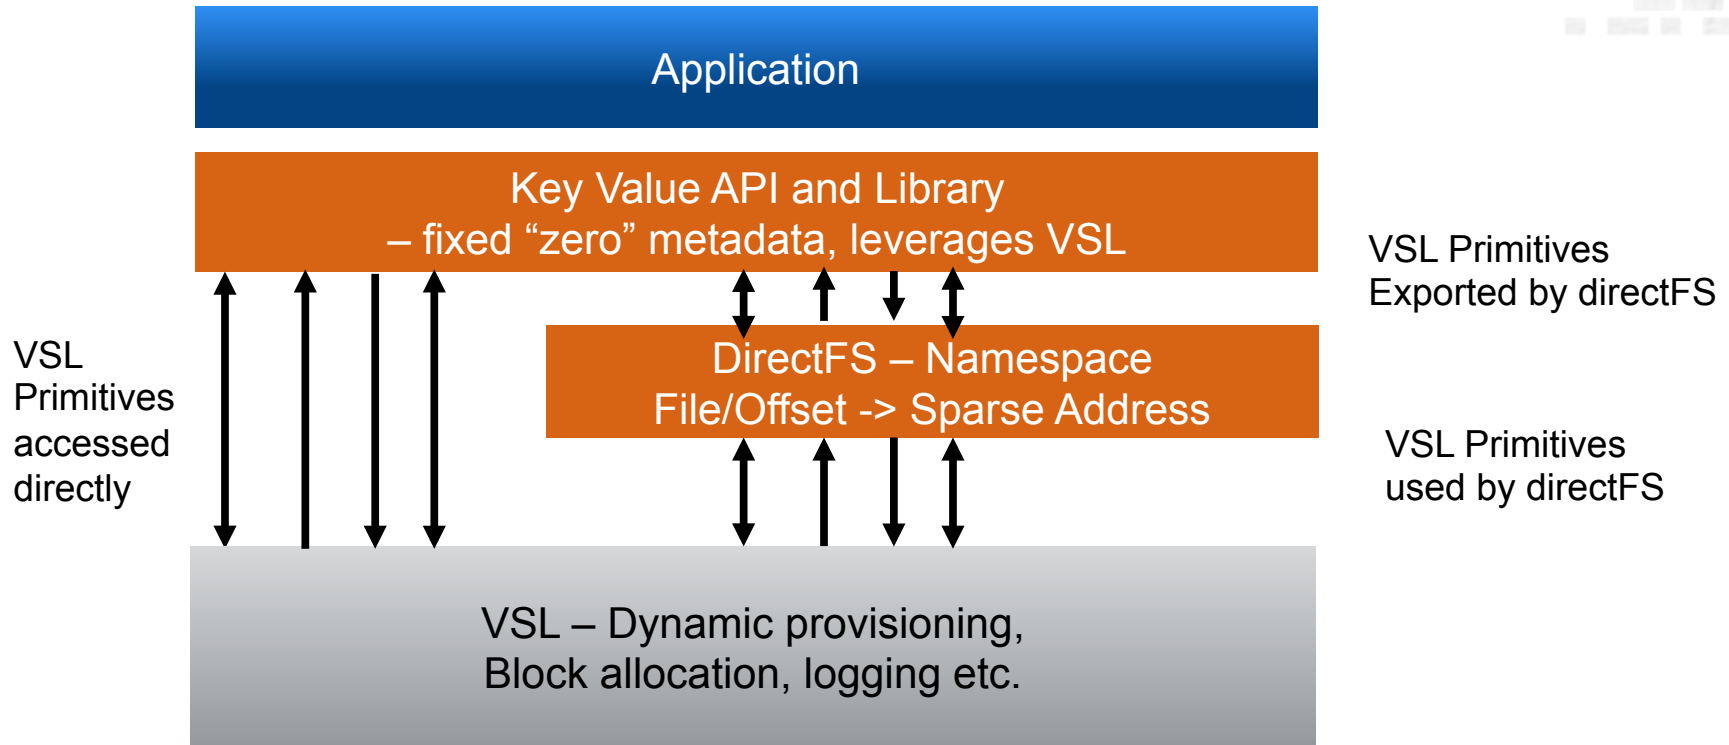 Application
Key Value API and Library
– fixed “zero” metadata, leverages VSL
VSL Primitives
Exported by directFS
VSL
Primitives
accessed
directly
DirectFS – Namespace
File/Offset -> Sparse Address
VSL Primitives
used by directFS
VSL – Dynamic provisioning,
Block allocation, logging etc.